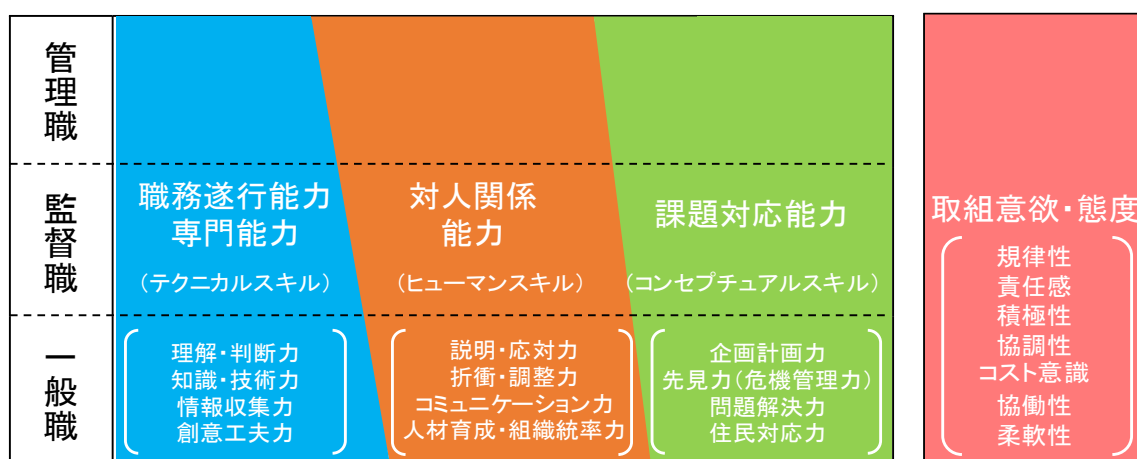 管理職
監督職
職務遂行能力
専門能力
（テクニカルスキル）
対人関係
能力
（ヒューマンスキル）
課題対応能力
（コンセプチュアルスキル）
一般職
理解・判断力
知識・技術力
情報収集力
創意工夫力
説明・応対力
折衝・調整力
コミュニケーション力
人材育成・組織統率力
企画計画力
先見力（危機管理力）
問題解決力
住民対応力
取組意欲・態度
規律性
責任感
積極性
協調性
コスト意識
協働性
柔軟性